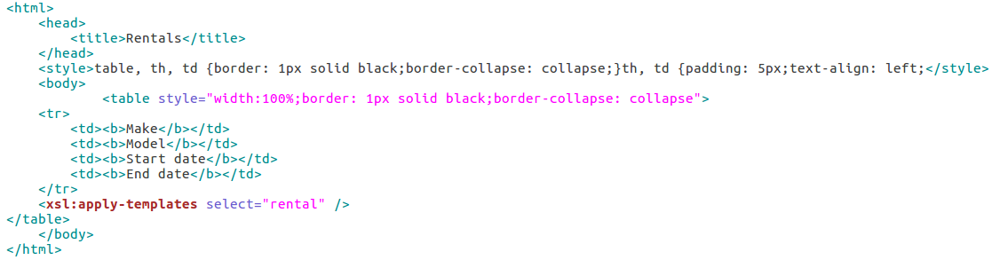 <html>
    <head>
        <title>Rentals</title>
    </head>
    <style>table, th, td {border: 1px solid black;border-collapse: collapse;}th, td {padding: 5px;text-align: left;</style>
    <body>
            <table style="width:100%;border: 1px solid black;border-collapse: collapse">
    <tr>
        <td><b>Make</b></td>
        <td><b>Model</b></td>
        <td><b>Start date</b></td>
        <td><b>End date</b></td>
    </tr>
    <xsl:apply-templates select="rental" />
</table>
    </body>
</html>